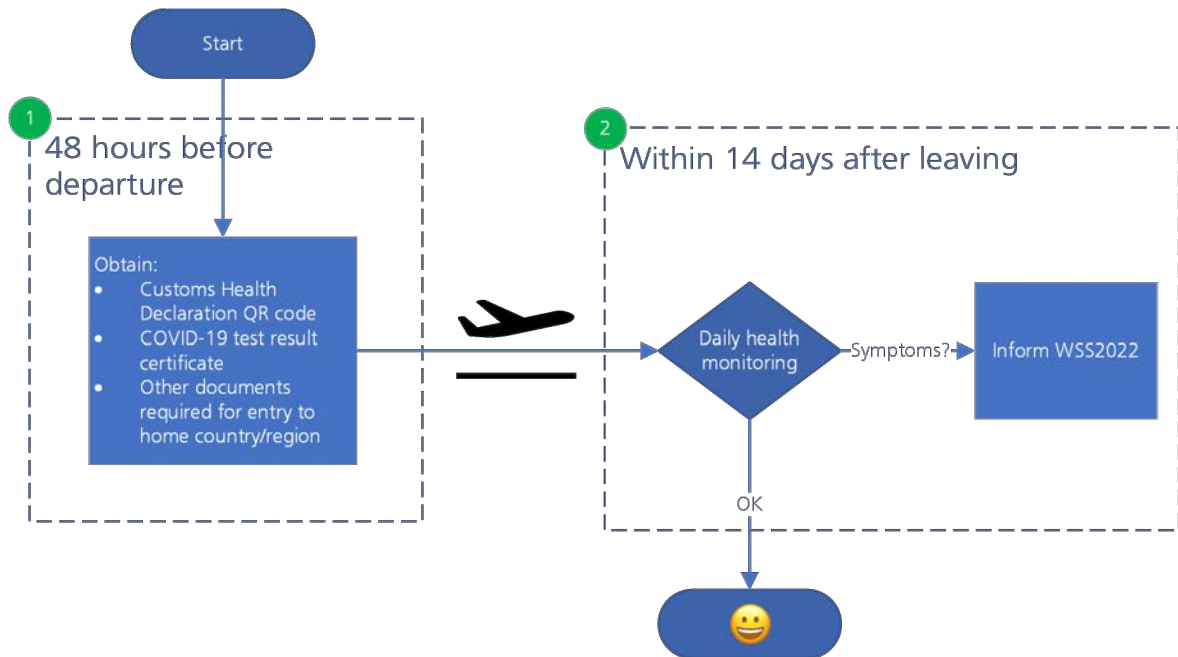 Start
1
48 hours before
departure
Obtain:
• Customs Health
Declaration QR code
• COVID-19 test result
certificate
• Other documents
required for entry to
home country/region
2
Within 14 days after leaving
Daily health
monitoring
Symptoms?
Inform WSS2022
OK